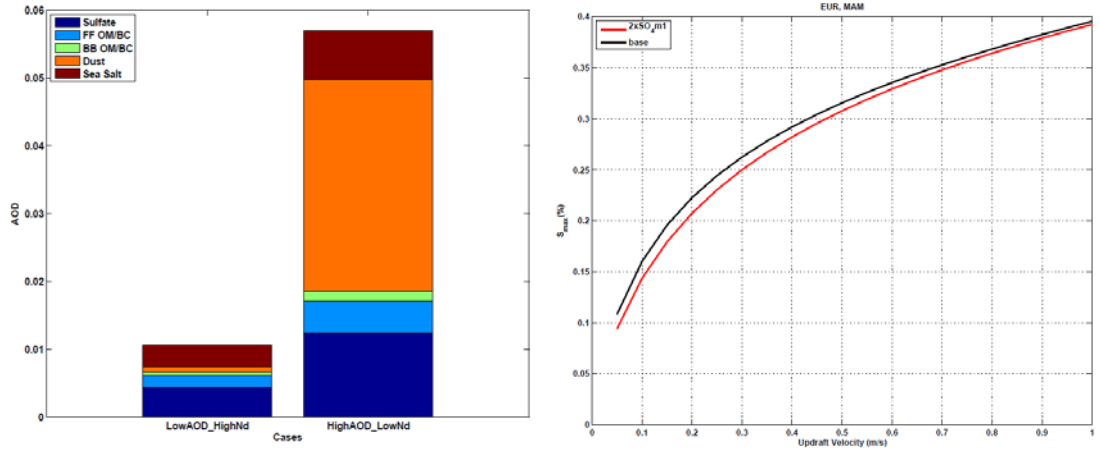 0.06
0.05
0.04
0.03
0.02
0.01
0
AOD
Sulfate
FF OM/BC
BB OM/BC
Dust
Sea Salt
LowAOD_HighNd
HighAOD_LowNd
Cases
EUR, MAM
2xSO4m1
base
0.4
0.35
0.3
0.25
0.2
0.15
0.1
0.05
0
Smax(%)
0 0.1 0.2 0.3 0.4 0.5 0.6 0.7 0.8 0.9 1
Updraft Velocity (m/s)